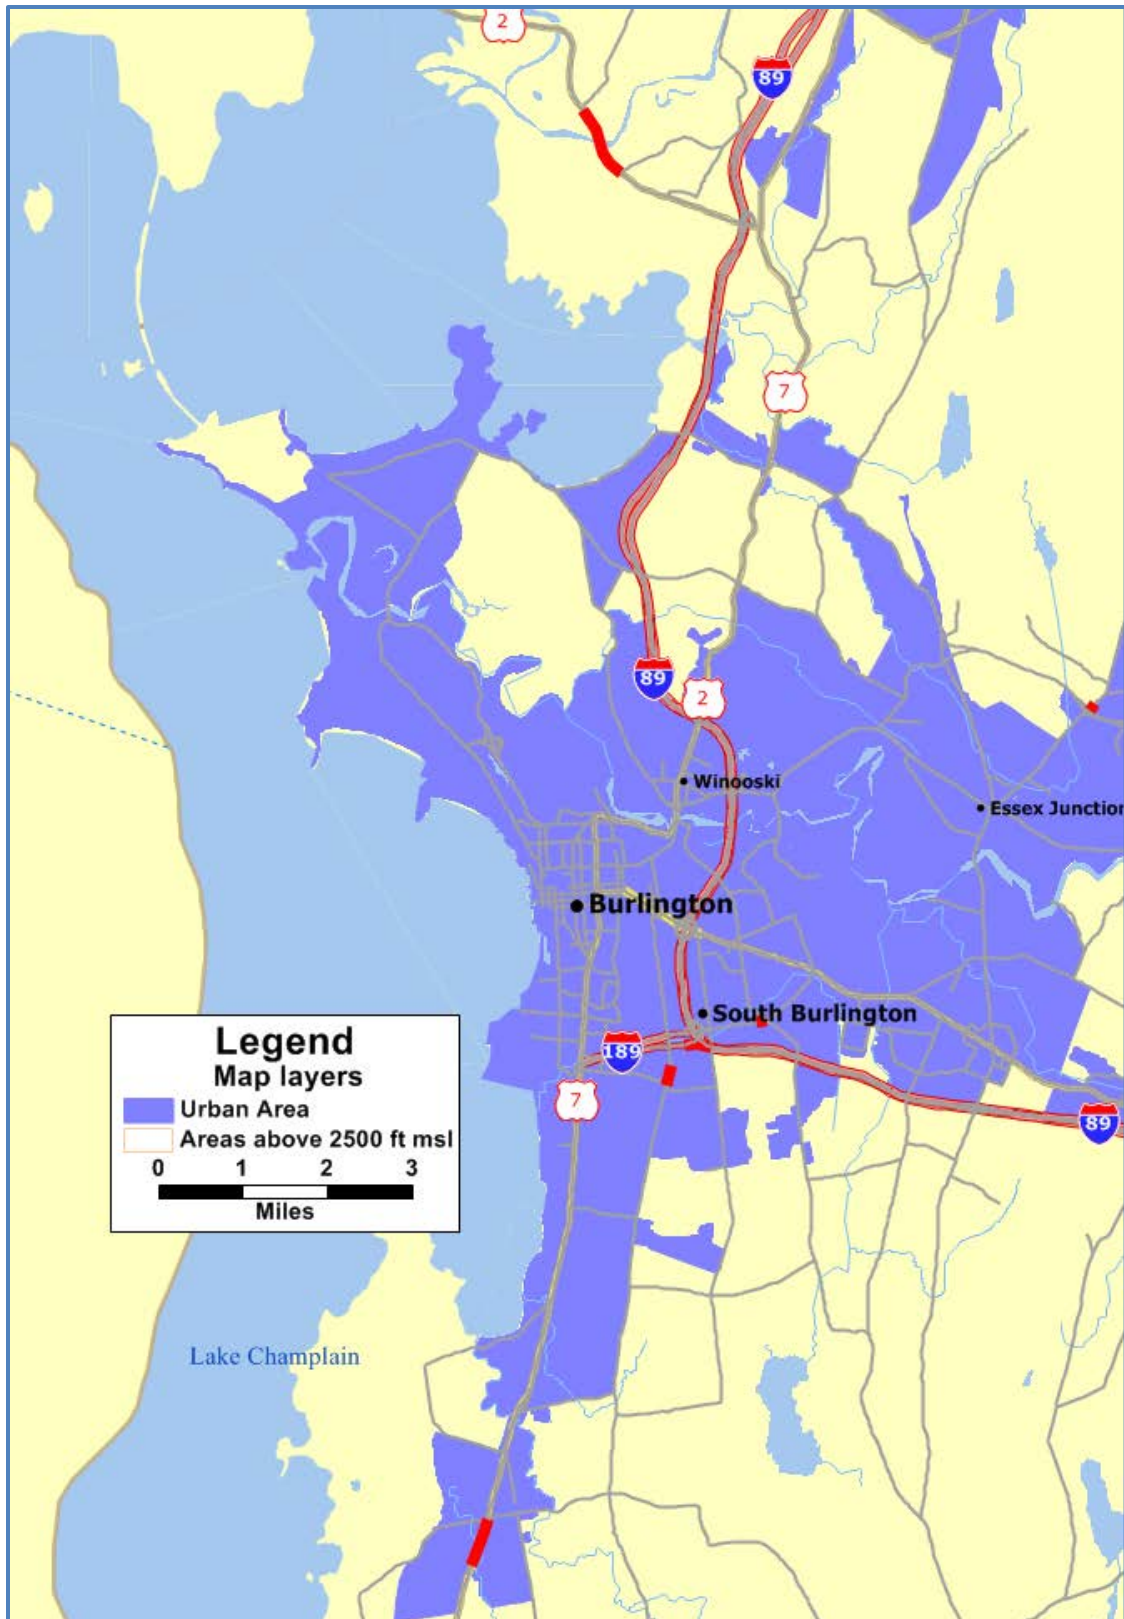 2
89
7
89
2
Winooski
Essex Junction
Burlington
South Burlington
189
7
89
Legend
Map layers
Urban Area
Areas above 2500 ft msl
0 1 2 3
Miles
Lake Champlain